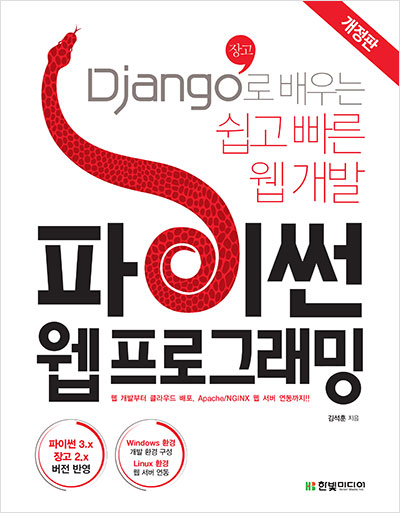 개정판
장고
Django로 배우는
쉽고 빠른
웹 개발
파이썬
웹 프로그래밍
웹 개발부터 클라우드 배포, Apache/NGINX 웹 서버 연동까지!!
김석훈 지음
파이썬 3.x
장고 2.x
버전 반영
Windows 환경
개발 환경 구성
Linux 환경
웹 서버 연동
한빛미디어